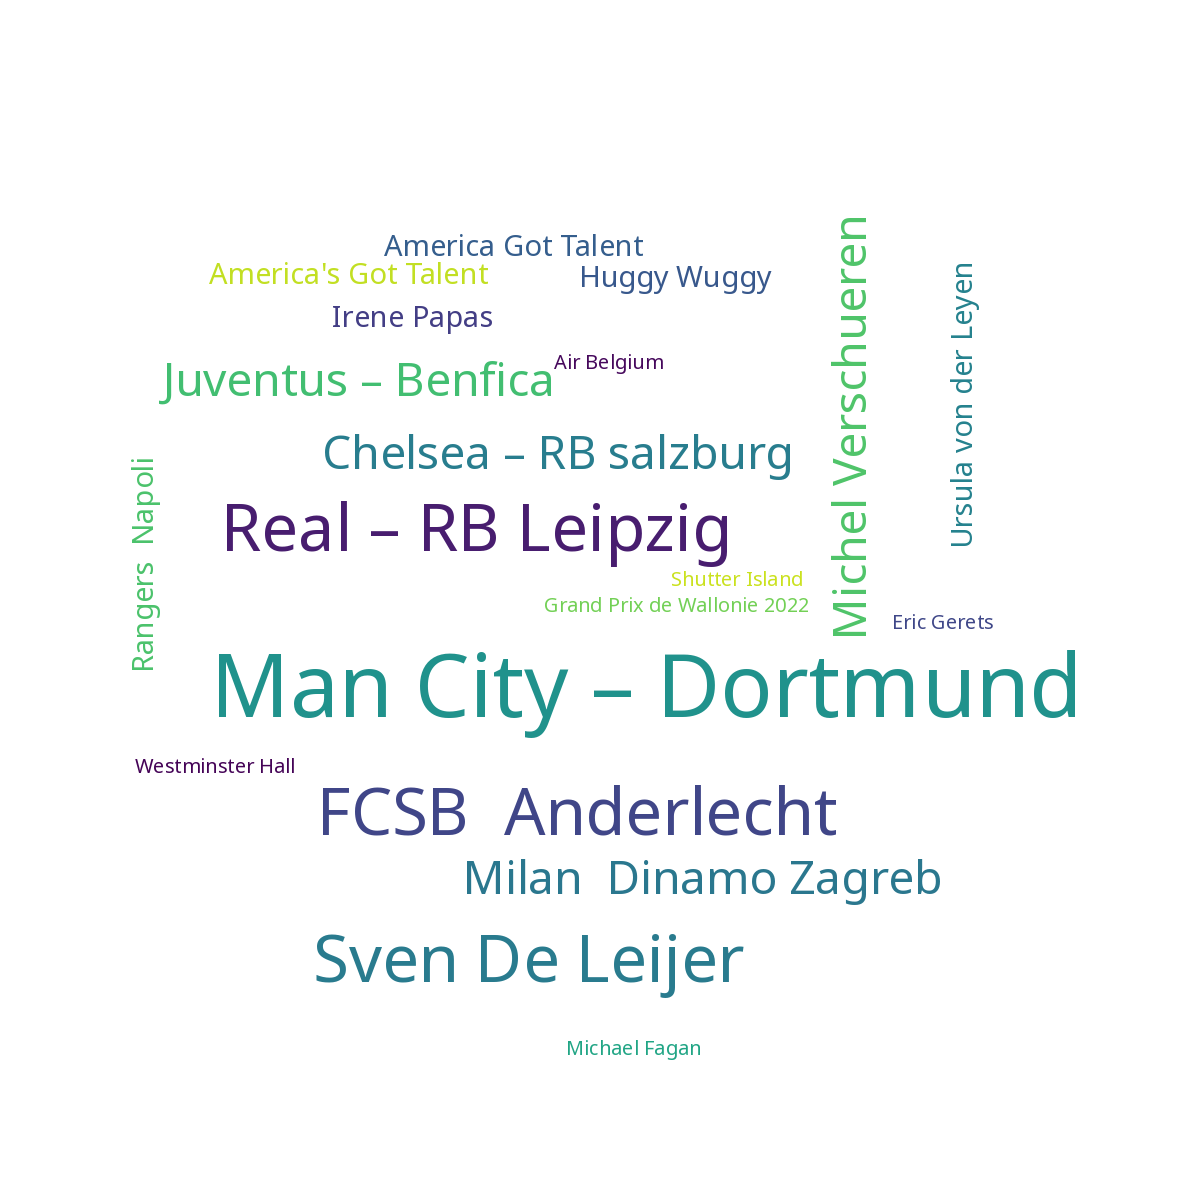 America Got Talent
America's Got Talent
Huggy Wuggy
Irene Papas
Air Belgium
Juventus – Benfica
Michel Verschueren
Ursula von der Leyen
Chelsea – RB salzburg
Rangers  Napoli
Real – RB Leipzig
Shutter Island
Grand Prix de Wallonie 2022
Eric Gerets
Man City – Dortmund
Westminster Hall
FCSB  Anderlecht
Milan  Dinamo Zagreb
Sven De Leijer
Michael Fagan